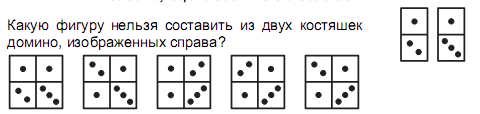 Какую фигуру нельзя составить из двух костяшек
домино, изображенных справа?